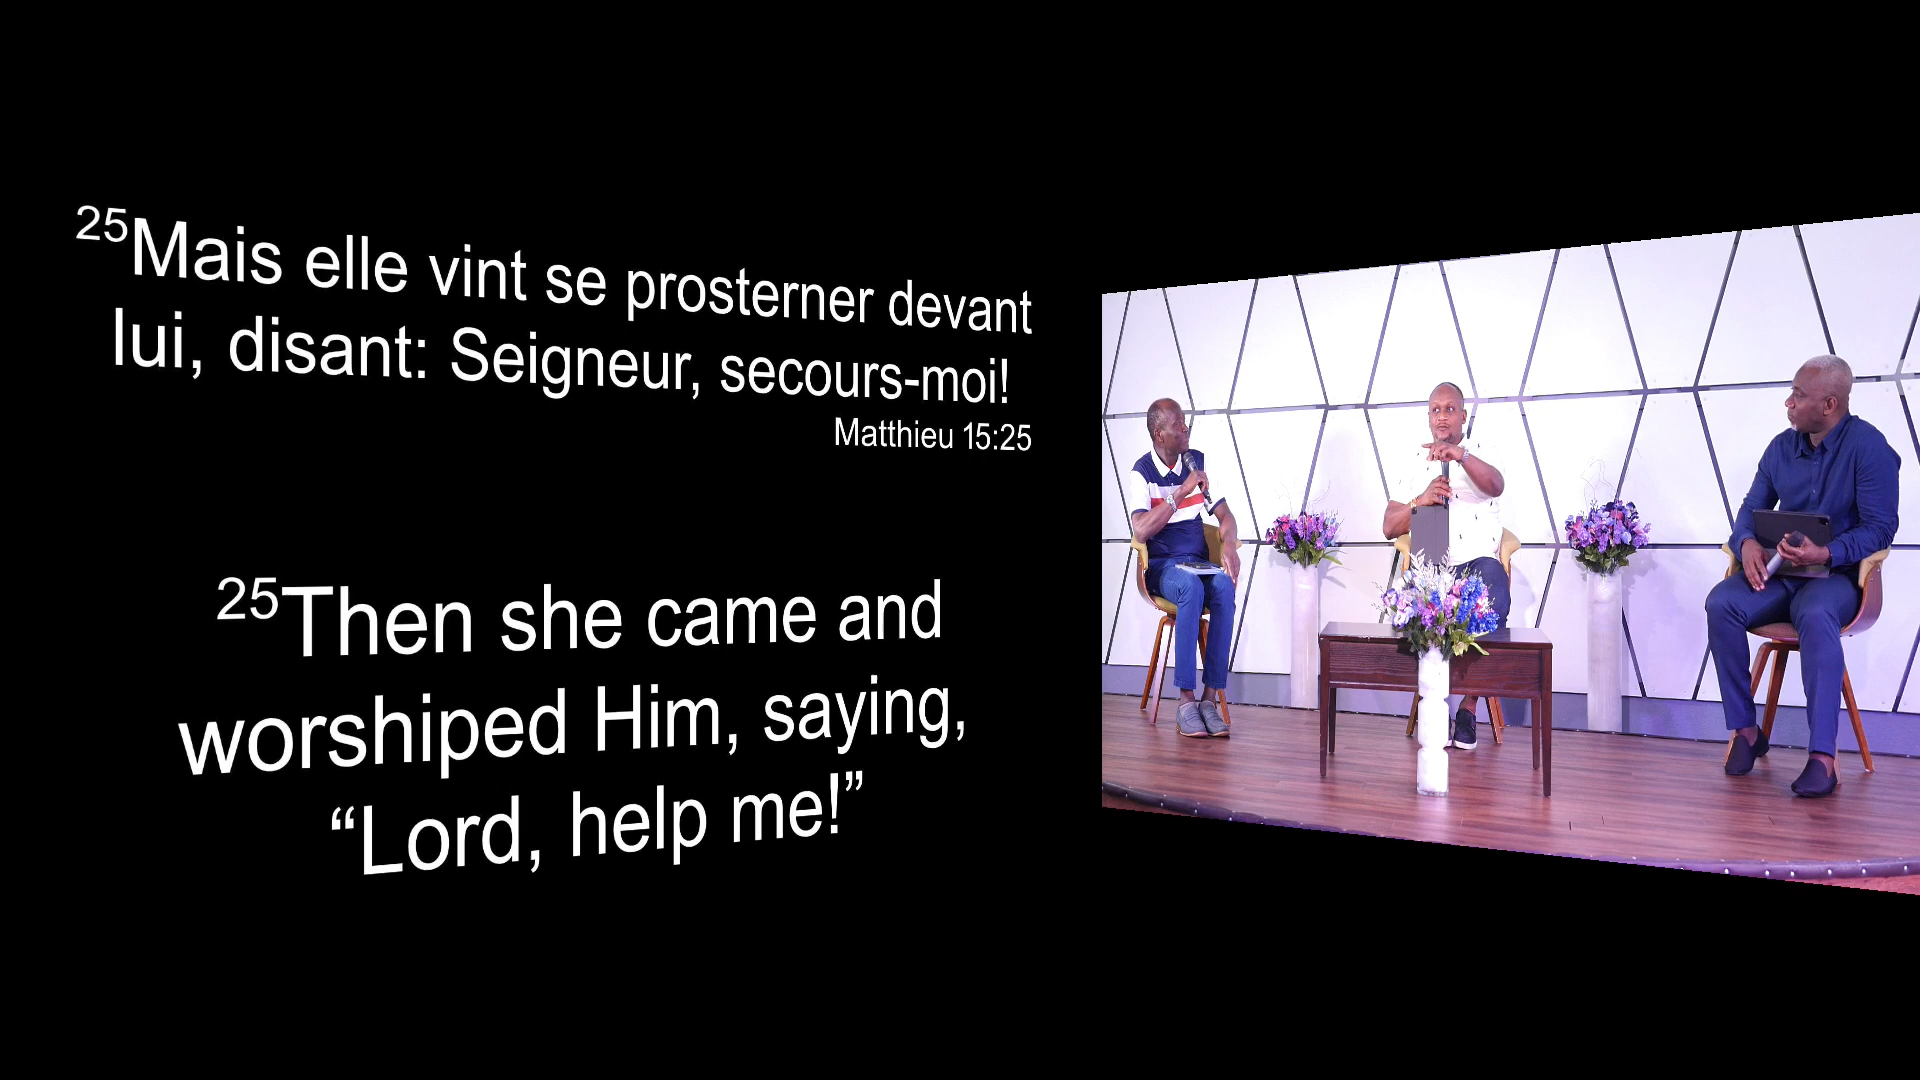 25Mais elle vint se prosterner devant
lui, disant: Seigneur, secours-moi!
Matthieu 15:25
25Then she came and
worshiped Him, saying,
“Lord, help me!”